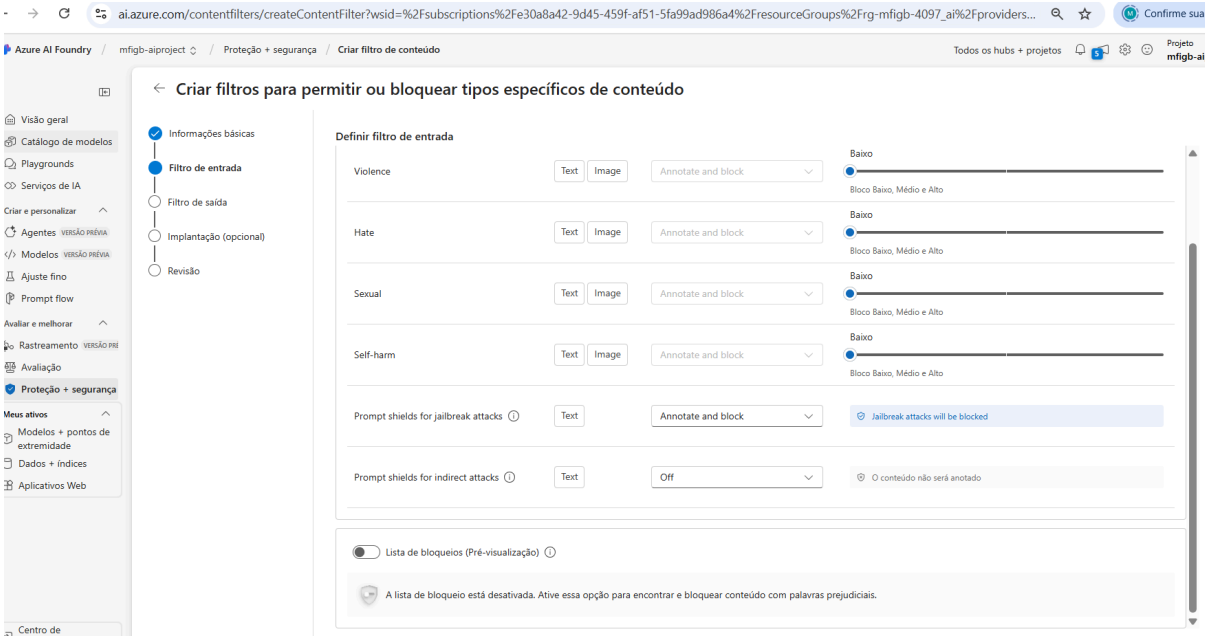 ai.azure.com/contentfilters/createContentFilter?wsid=%2Fsubscriptions%2Fe30a8a42-9d45-459f-af51-5fa99ad986a4%2FresourceGroups%2Frg-mfigb-4097_ai%2Fproviders...
Confirme sua
Azure AI Foundry / mfigb-aiproject / Proteção + segurança / Criar filtro de conteúdo
Todos os hubs + projetos
5
Projeto
mfigb-ai
Visão geral
Catálogo de modelos
Playgrounds
Serviços de IA
Criar e personalizar
Agentes VERSÃO PRÉVIA
Modelos VERSÃO PRÉVIA
Ajuste fino
Prompt flow
Avaliar e melhorar
Rastreamento VERSÃO PRÉ
Avaliação
Proteção + segurança
Meus ativos
Modelos + pontos de
extremidade
Dados + índices
Aplicativos Web
Centro de
Criar filtros para permitir ou bloquear tipos específicos de conteúdo
Informações básicas
Filtro de entrada
Filtro de saída
Implantação (opcional)
Revisão
Definir filtro de entrada
Baixo
Violence Text Image Annotate and block
Bloco Baixo, Médio e Alto
Baixo
Hate Text Image Annotate and block
Bloco Baixo, Médio e Alto
Baixo
Sexual Text Image Annotate and block
Bloco Baixo, Médio e Alto
Baixo
Self-harm Text Image Annotate and block
Bloco Baixo, Médio e Alto
Prompt shields for jailbreak attacks Text Annotate and block Jailbreak attacks will be blocked
Prompt shields for indirect attacks Text Off O conteúdo não será anotado
Lista de bloqueios (Pré-visualização)
A lista de bloqueio está desativada. Ative essa opção para encontrar e bloquear conteúdo com palavras prejudiciais.